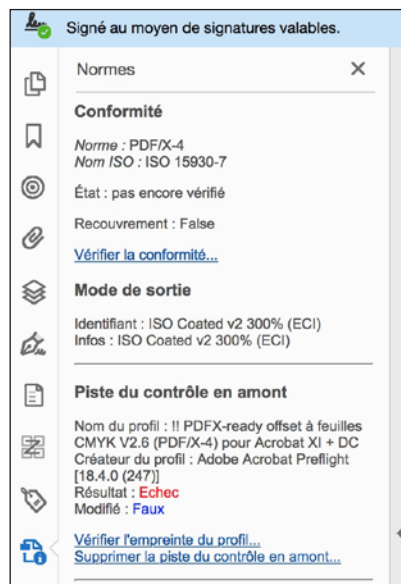 Signé au moyen de signatures valables.
Normes
Conformité
Norme : PDF/X-4
Nom ISO : ISO 15930-7
État : pas encore vérifié
Recouvrement : False
Vérifier la conformité...
Mode de sortie
Identifiant : ISO Coated v2 300% (ECI)
Infos : ISO Coated v2 300% (ECI)
Piste du contrôle en amont
Nom du profil : !! PDFX-ready offset à feuilles
CMYK V2.6 (PDF/X-4) pour Acrobat XI + DC
Créateur du profil : Adobe Acrobat Preflight
[18.4.0 (247)]
Résultat : Echec
Modifié : Faux
Vérifier l'empreinte du profil...
Supprimer la piste du contrôle en amont...